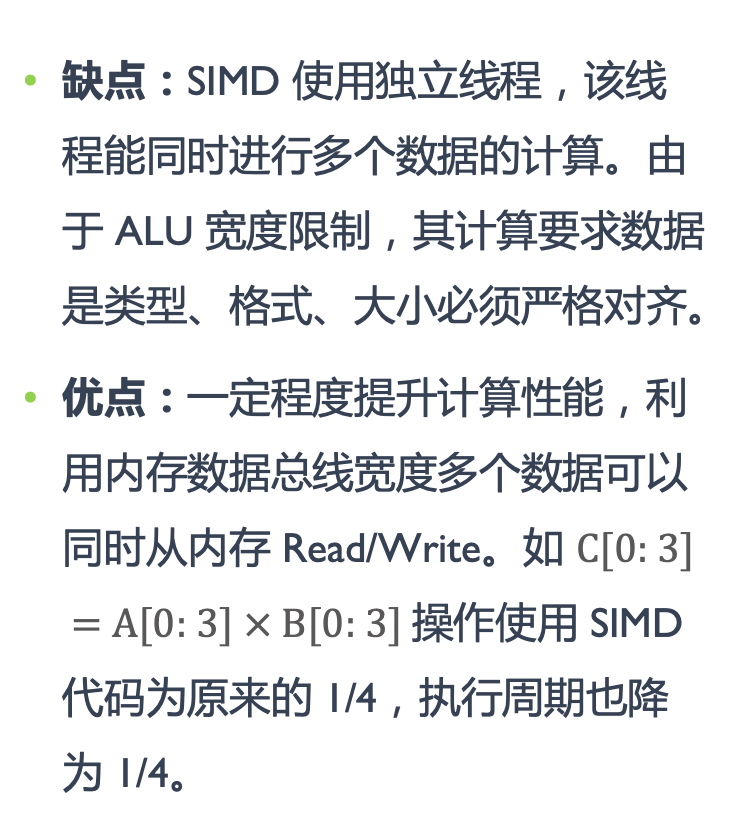 • 缺点：SIMD 使用独立线程，该线
程能同时进行多个数据的计算。由
于 ALU 宽度限制，其计算要求数据
是类型、格式、大小必须严格对齐。
• 优点：一定程度提升计算性能，利
用内存数据总线宽度多个数据可以
同时从内存 Read/Write。如 C[0: 3]
= A[0: 3] × B[0: 3] 操作使用 SIMD
代码为原来的 1/4，执行周期也降
为 1/4。